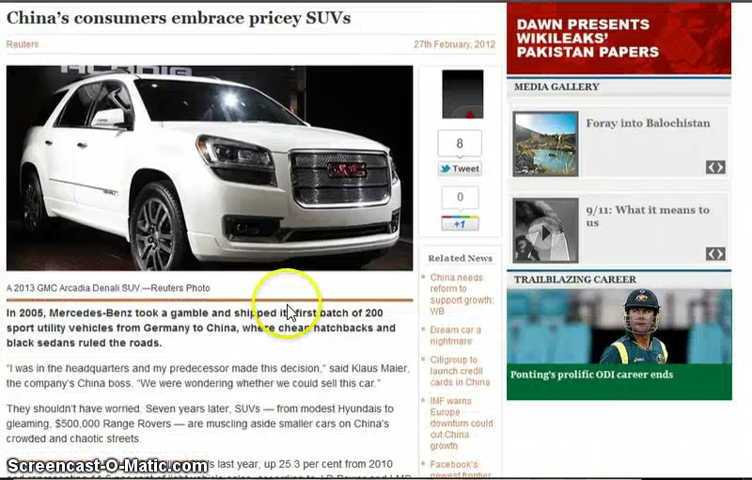 China's consumers embrace pricey SUVs
Reuters
27th February, 2012
ACADIA
GMC
A 2013 GMC Arcadia Denali SUV.—Reuters Photo
In 2005, Mercedes-Benz took a gamble and shipped its first batch of 200
sport utility vehicles from Germany to China, where cheap hatchbacks and
black sedans ruled the roads.
“I was in the headquarters and my predecessor made this decision,” said Klaus Maier,
the company's China boss. “We were wondering whether we could sell this car.”
They shouldn't have worried. Seven years later, SUVs — from modest Hyundais to
gleaming, $500,000 Range Rovers — are muscling aside smaller cars on China's
crowded and chaotic streets.
s last year, up 25.3 per cent from 2010
Screencast-O-Matic.com
8
Tweet
0
+1
Related News
China needs
reform to
support growth:
WB
Dream car a
nightmare
Citigroup to
launch credit
cards in China
IMF warns
Europe
downturn could
cut China
growth
Facebook's
newest frontier
DAWN PRESENTS
WIKILEAKS'
PAKISTAN PAPERS
MEDIA GALLERY
Foray into Balochistan
9/11: What it means to
us
TRAILBLAZING CAREER
Ponting's prolific ODI career ends